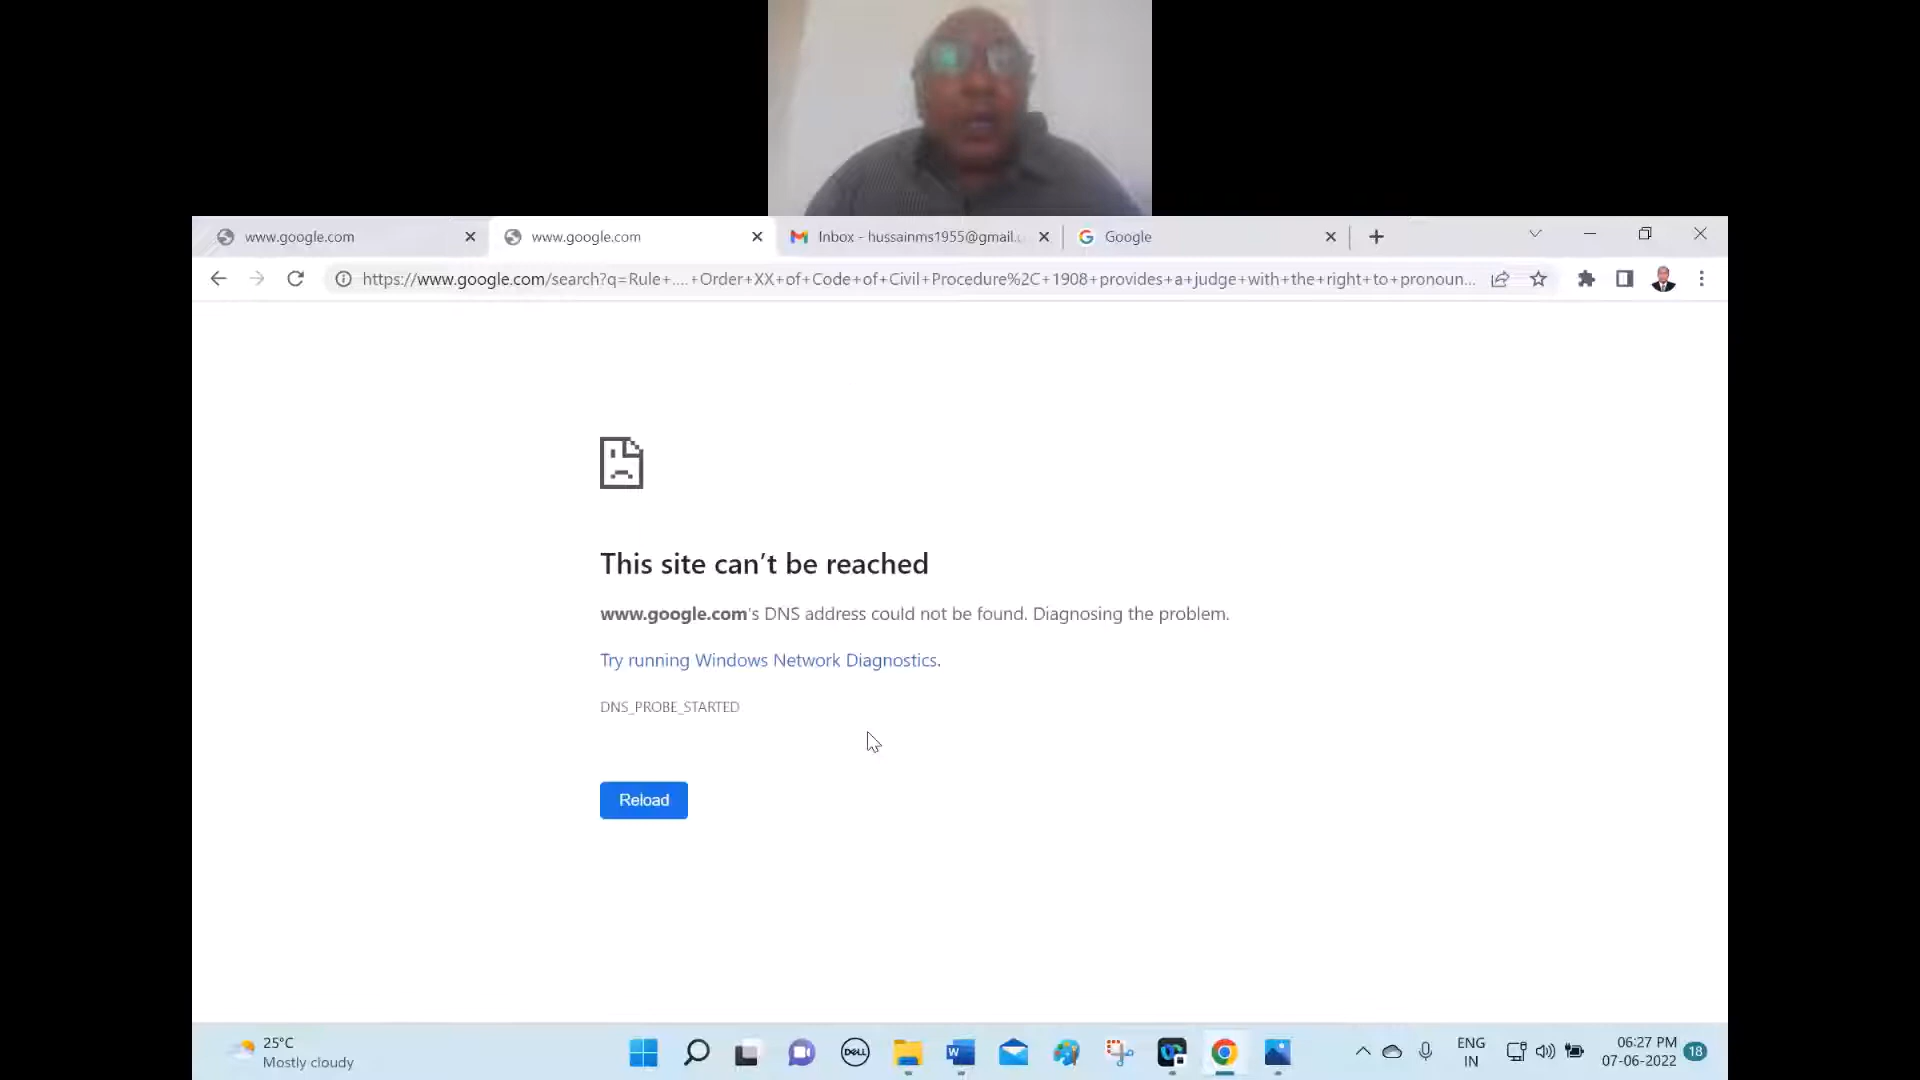 www.google.com
www.google.com
Inbox - hussainms1955@gmail.c
Google
https://www.google.com/search?q=Rule+....+Order+XX+of+Code+of+Civil+Procedure%2C+1908+provides+a+judge+with+the+right+to+pronoun...
This site can’t be reached
www.google.com's DNS address could not be found. Diagnosing the problem.
Try running Windows Network Diagnostics.
DNS_PROBE_STARTED
Reload
25°C
Mostly cloudy
DELL
ENG
IN
06:27 PM
07-06-2022
18